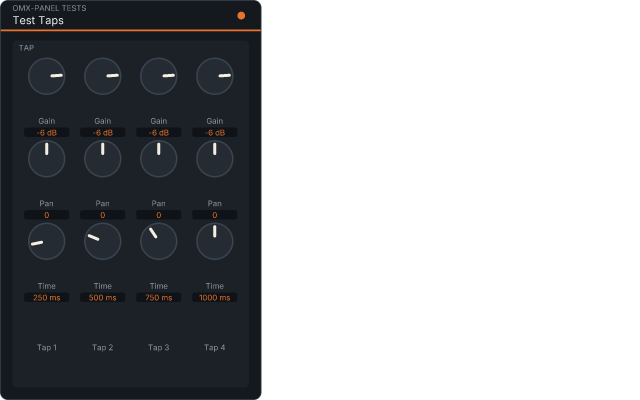 OMX-PANEL TESTS
Test Taps
TAP
Gain Gain Gain Gain
-6 dB -6 dB -6 dB -6 dB
Pan Pan Pan Pan
0 0 0 0
Time Time Time Time
250 ms 500 ms 750 ms 1000 ms
Tap 1 Tap 2 Tap 3 Tap 4